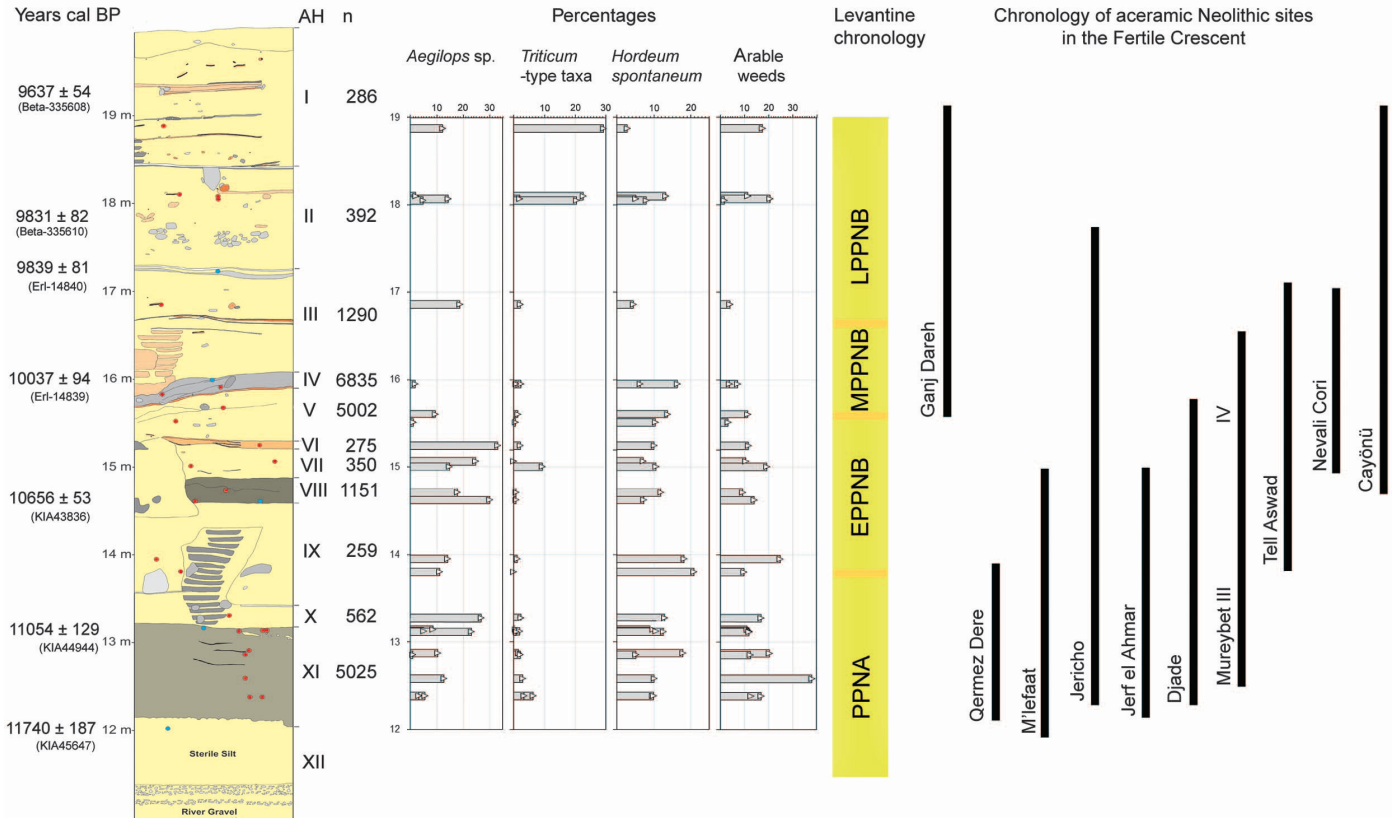 Years cal BP
AH
n
Percentages
Levantine
chronology
Chronology of aceramic Neolithic sites
in the Fertile Crescent
Aegilops sp.
Triticum
-type taxa
Hordeum
spontaneum
Arable
weeds
10 20 30
10 20 30
10 20
10 20 30
19
18
17
16
15
14
13
12
9637 ± 54
(Beta-335608)
19 m
I
286
18 m
9831 ± 82
(Beta-335610)
II
392
9839 ± 81
(Erl-14840)
17 m
III
1290
10037 ± 94
(Erl-14839)
16 m
IV
6835
V
5002
VI
275
15 m
VII
350
10656 ± 53
(KIA43836)
VIII
1151
14 m
IX
259
X
562
11054 ± 129
(KIA44944)
13 m
XI
5025
11740 ± 187
(KIA45647)
12 m
XII
Sterile Silt
River Gravel
LPPNB
MPPNB
EPPNB
PPNA
Ganj Dareh
Qermez Dere
M'lefaat
Jericho
Jerf el Ahmar
Djade
Mureybet III
IV
Tell Aswad
Nevali Cori
Cayönü